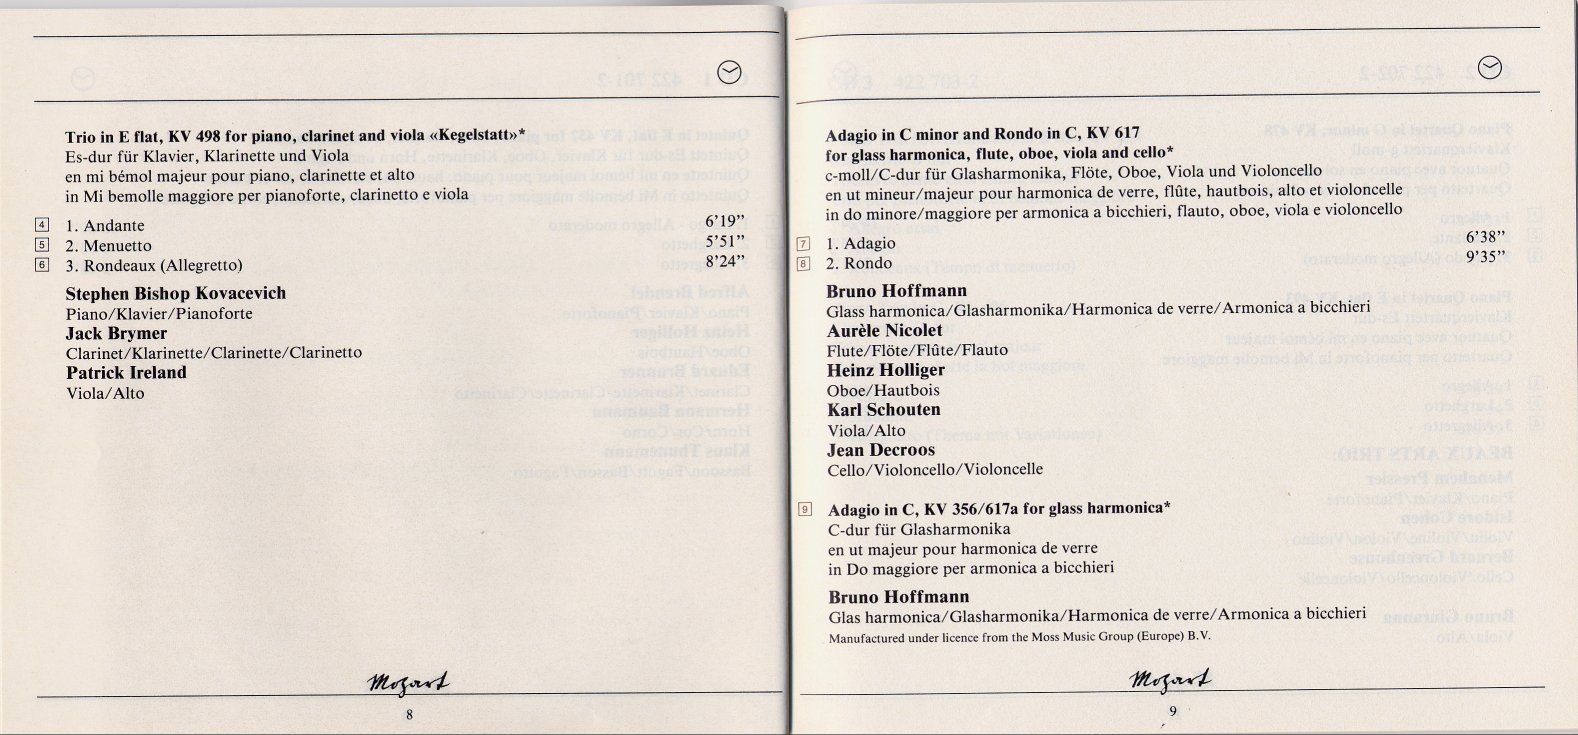 Trio in E flat, KV 498 for piano, clarinet and viola «Kegelstatt»*
Es-dur für Klavier, Klarinette und Viola
en mi bémol majeur pour piano, clarinette et alto
in Mi bemolle maggiore per pianoforte, clarinetto e viola
4 1. Andante 6’19”
5 2. Menuetto 5’51”
6 3. Rondeaux (Allegretto) 8’24”
Stephen Bishop Kovacevich
Piano/Klavier/Pianoforte
Jack Brymer
Clarinet/Klarinette/Clarinette/Clarinetto
Patrick Ireland
Viola/Alto
Mozart
8
Adagio in C minor and Rondo in C, KV 617
for glass harmonica, flute, oboe, viola and cello*
c-moll/C-dur für Glasharmonika, Flöte, Oboe, Viola und Violoncello
en ut mineur/majeur pour harmonica de verre, flûte, hautbois, alto et violoncelle
in do minore/maggiore per armonica a bicchieri, flauto, oboe, viola e violoncello
7 1. Adagio 6’38”
8 2. Rondo 9’35”
Bruno Hoffmann
Glass harmonica/Glasharmonika/Harmonica de verre/Armonica a bicchieri
Aurèle Nicolet
Flute/Flöte/Flûte/Flauto
Heinz Holliger
Oboe/Hautbois
Karl Schouten
Viola/Alto
Jean Decroos
Cello/Violoncello/Violoncelle
9 Adagio in C, KV 356/617a for glass harmonica*
C-dur für Glasharmonika
en ut majeur pour harmonica de verre
in Do maggiore per armonica a bicchieri
Bruno Hoffmann
Glas harmonica/Glasharmonika/Harmonica de verre/Armonica a bicchieri
Manufactured under licence from the Moss Music Group (Europe) B.V.
Mozart
9